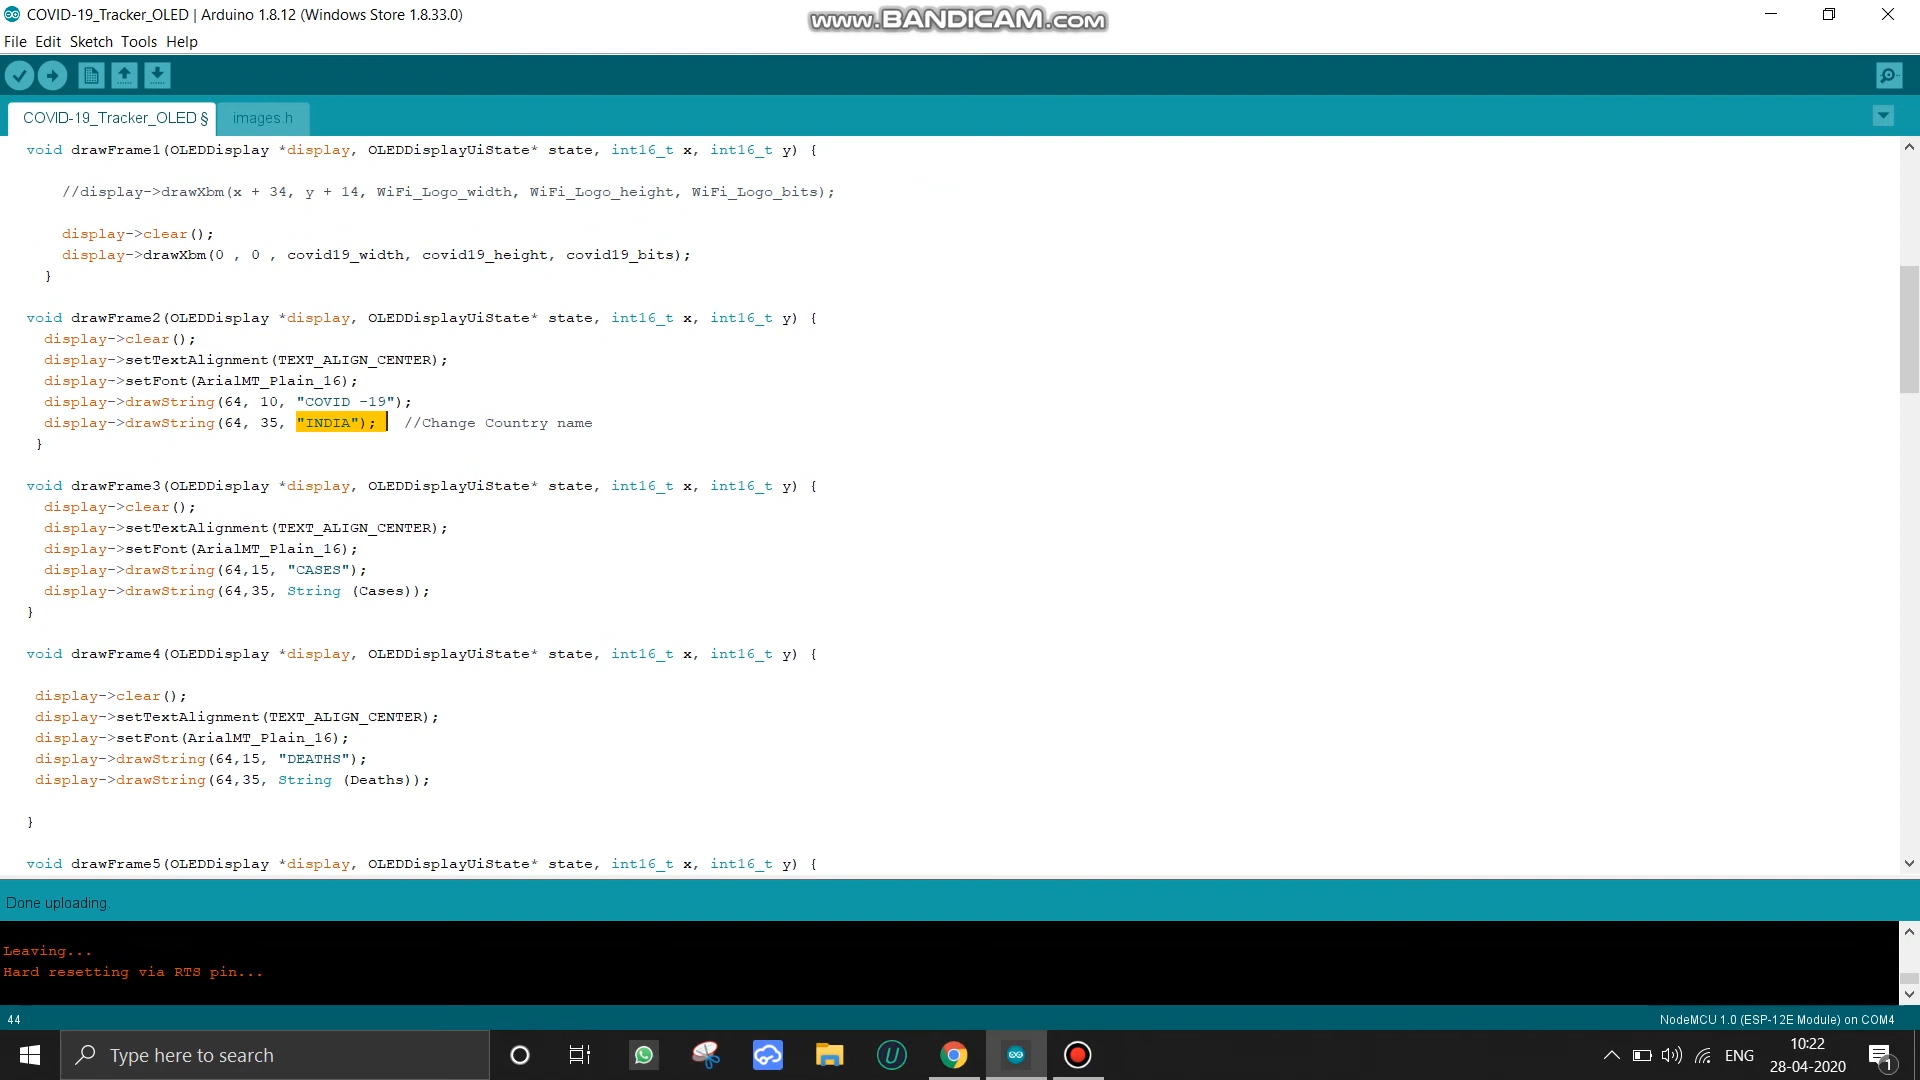 COVID-19_Tracker_OLED | Arduino 1.8.12 (Windows Store 1.8.33.0)
www.BANDICAM.com
File Edit Sketch Tools Help
COVID-19_Tracker_OLED §
images.h
void drawFrame1(OLEDDisplay *display, OLEDDisplayUiState* state, int16_t x, int16_t y) {
//display->drawXbm(x + 34, y + 14, WiFi_Logo_width, WiFi_Logo_height, WiFi_Logo_bits);
display->clear();
display->drawXbm(0 , 0 , covid19_width, covid19_height, covid19_bits);
}
void drawFrame2(OLEDDisplay *display, OLEDDisplayUiState* state, int16_t x, int16_t y) {
display->clear();
display->setTextAlignment(TEXT_ALIGN_CENTER);
display->setFont(ArialMT_Plain_16);
display->drawString(64, 10, "COVID -19");
display->drawString(64, 35, "INDIA"); //Change Country name
}
void drawFrame3(OLEDDisplay *display, OLEDDisplayUiState* state, int16_t x, int16_t y) {
display->clear();
display->setTextAlignment(TEXT_ALIGN_CENTER);
display->setFont(ArialMT_Plain_16);
display->drawString(64,15, "CASES");
display->drawString(64,35, String (Cases));
}
void drawFrame4(OLEDDisplay *display, OLEDDisplayUiState* state, int16_t x, int16_t y) {
display->clear();
display->setTextAlignment(TEXT_ALIGN_CENTER);
display->setFont(ArialMT_Plain_16);
display->drawString(64,15, "DEATHS");
display->drawString(64,35, String (Deaths));
}
void drawFrame5(OLEDDisplay *display, OLEDDisplayUiState* state, int16_t x, int16_t y) {
Done uploading.
Leaving...
Hard resetting via RTS pin...
44
NodeMCU 1.0 (ESP-12E Module) on COM4
Type here to search
ENG
10:22
28-04-2020
1